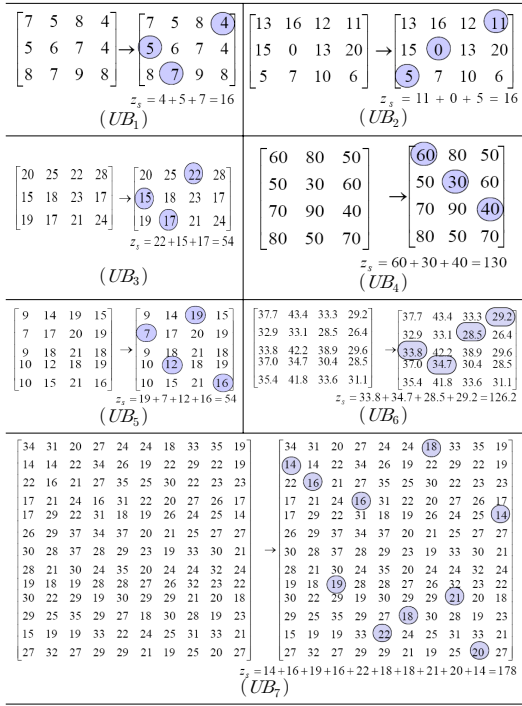 7 5 8 4 → 7 5 8 4
5 6 7 4 5 6 7 4
8 7 9 8 8 7 9 8
z_s = 4+5+7=16
(UB₁)
13 16 12 11 → 13 16 12 11
15 0 13 20 15 0 13 20
5 7 10 6 5 7 10 6
z_s = 11 + 0 + 5 = 16
(UB₂)
20 25 22 28 → 20 25 22 28
15 18 23 17 15 18 23 17
19 17 21 24 19 17 21 24
z_s = 22+15+17=54
(UB₃)
60 80 50 → 60 80 50
50 30 60 50 30 60
70 90 40 70 90 40
80 50 70 80 50 70
z_s = 60+30+40=130
(UB₄)
9 14 19 15 → 9 14 19 15
7 17 20 19 7 17 20 19
9 18 21 18 9 18 21 18
10 12 18 19 10 12 18 19
10 15 21 16 10 15 21 16
z_s = 19+7+12+16=54
(UB₅)
37.7 43.4 33.3 29.2 → 37.7 43.4 33.3 29.2
32.9 33.1 28.5 26.4 32.9 33.1 28.5 26.4
33.8 42.2 38.9 29.6 33.8 42.2 38.9 29.6
37.0 34.7 30.4 28.5 37.0 34.7 30.4 28.5
35.4 41.8 33.6 31.1 35.4 41.8 33.6 31.1
z_s = 33.8+34.7+28.5+29.2=126.2
(UB₆)
34 31 20 27 24 24 18 33 35 19 → 34 31 20 27 24 24 18 33 35 19
14 14 22 34 26 19 22 29 22 19 14 14 22 34 26 19 22 29 22 19
22 16 21 27 35 25 30 22 23 23 22 16 21 27 35 25 30 22 23 23
17 21 24 16 31 22 20 27 26 17 17 21 24 16 31 22 20 27 26 17
17 29 22 31 18 19 26 24 25 14 17 29 22 31 18 19 26 24 25 14
26 29 37 34 37 20 21 25 27 27 26 29 37 34 37 20 21 25 27 27
30 28 37 28 29 23 19 33 30 21 30 28 37 28 29 23 19 33 30 21
28 21 30 24 35 20 24 24 32 24 28 21 30 24 35 20 24 24 32 24
19 18 19 28 28 27 26 32 23 22 19 18 19 28 28 27 26 32 23 22
30 22 29 19 30 29 29 21 20 18 30 22 29 19 30 29 29 21 20 18
29 25 35 29 27 18 30 28 19 23 29 25 35 29 27 18 30 28 19 23
15 19 19 33 22 24 25 31 33 21 15 19 19 33 22 24 25 31 33 21
27 32 27 29 29 21 19 25 20 27 27 32 27 29 29 21 19 25 20 27
z_s = 14+16+19+16+22+18+18+21+20+14=178
(UB₇)